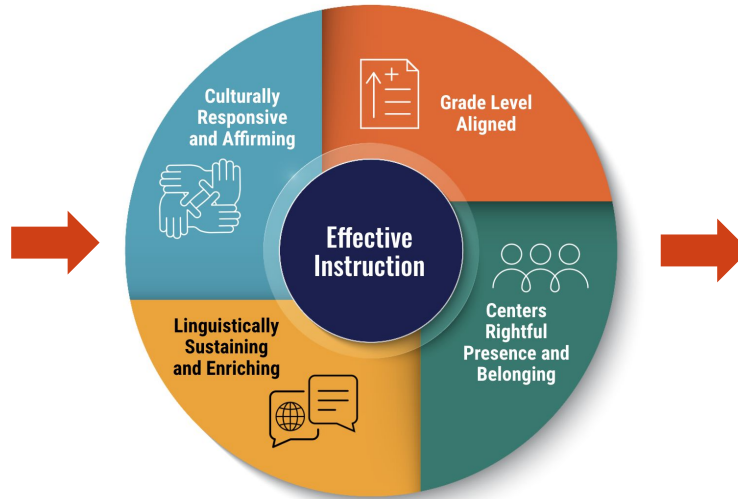 Culturally
Responsive
and Affirming
Grade Level
Aligned
Effective
Instruction
Linguistically
Sustaining
and Enriching
Centers
Rightful
Presence and
Belonging